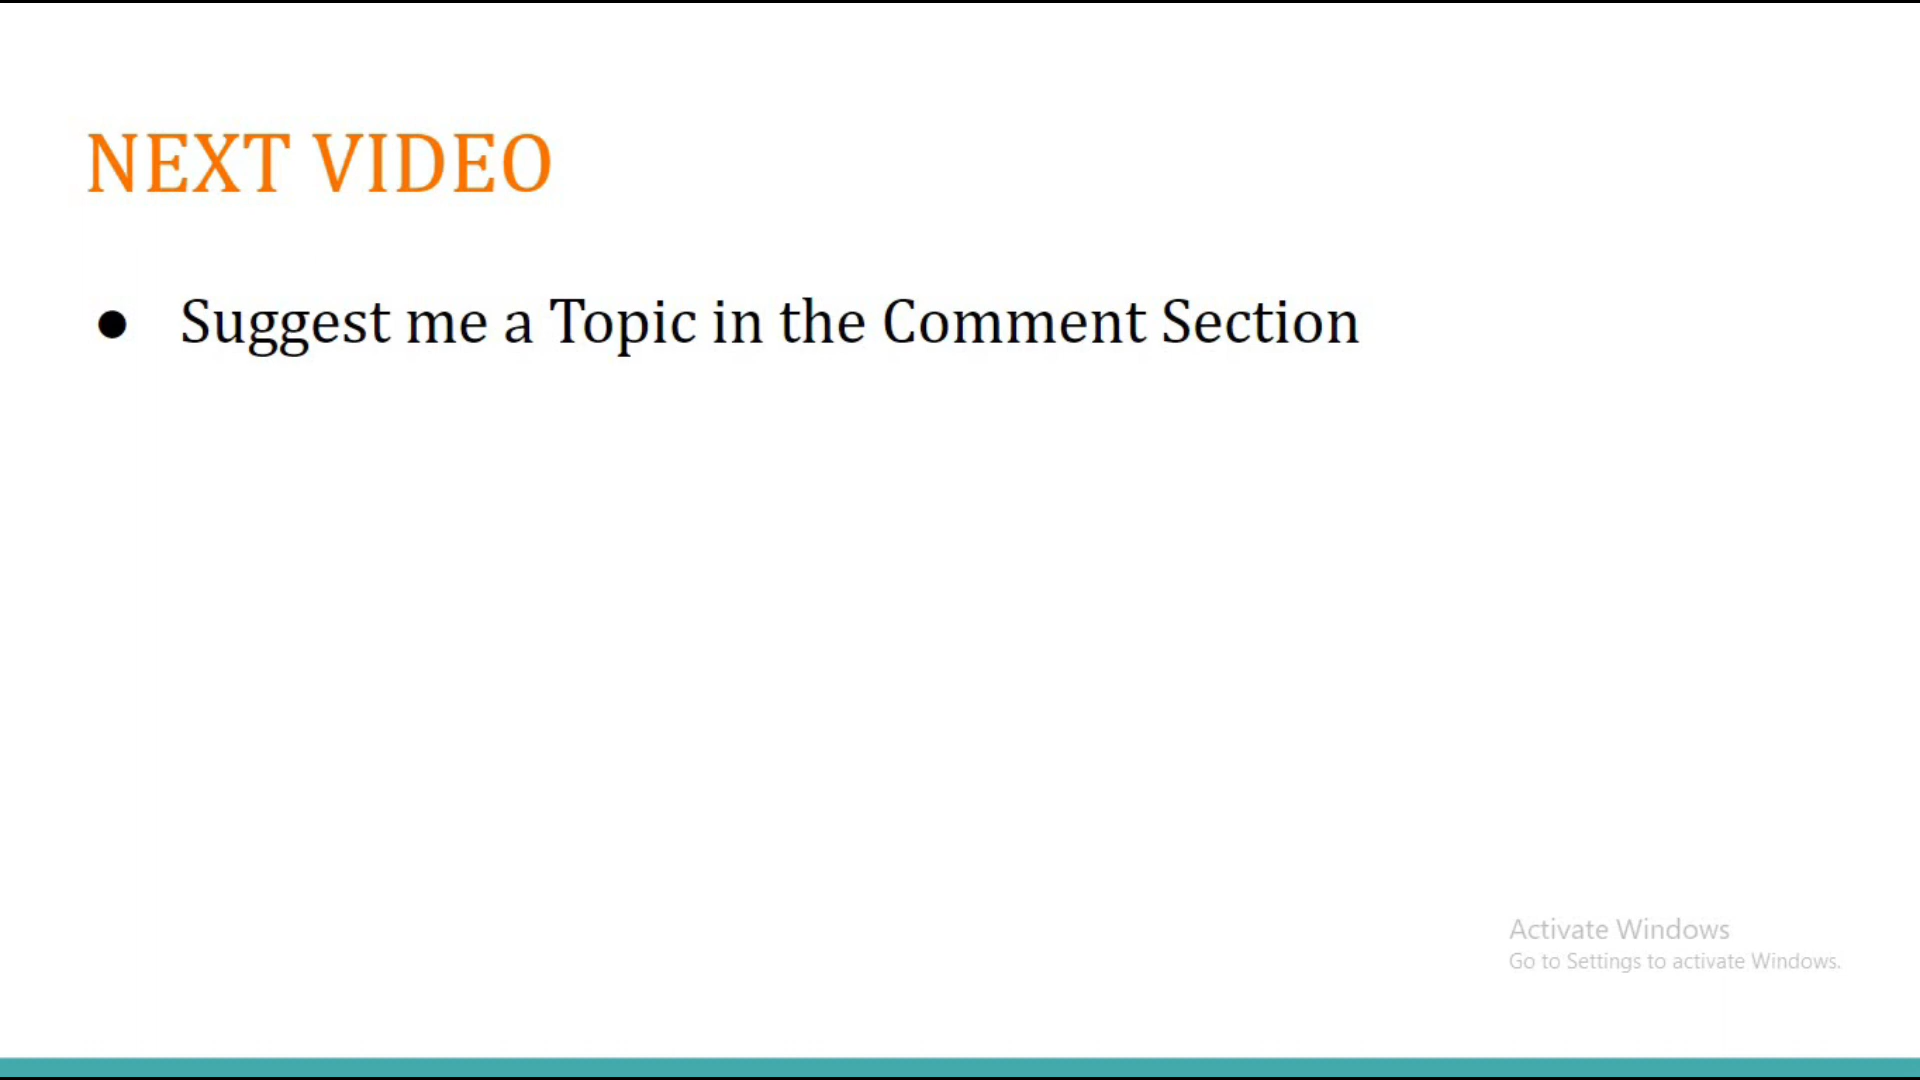 NEXT VIDEO
● Suggest me a Topic in the Comment Section
Activate Windows
Go to Settings to activate Windows.